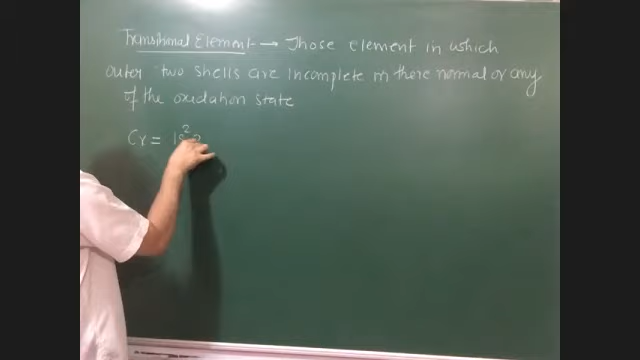 Transitional Element → Those element in which
outer two shells are incomplete in there normal or any
of the oxidation state
Cr = 1s² 2